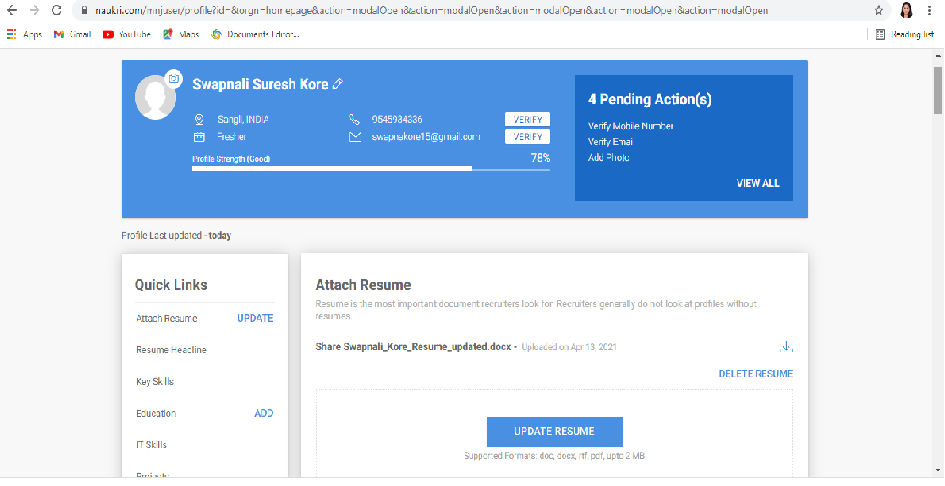 naukri.com/mnjuser/profile?id=&orgn=homepage&action=modalOpen&action=modalOpen&action=modalOpen&action=modalOpen&action=modalOpen
Apps Gmail YouTube Maps Document- Editor... Reading list
Swapnali Suresh Kore
Sangli, INDIA 9545934336 VERIFY
Fresher swapnakore15@gmail.com VERIFY
Profile Strength (Good) 78%
4 Pending Action(s)
Verify Mobile Number
Verify Email
Add Photo
VIEW ALL
Profile Last updated - today
Quick Links
Attach Resume UPDATE
Resume Headline
Key Skills
Education ADD
IT Skills
Projects
Attach Resume
Resume is the most important document recruiters look for. Recruiters generally do not look at profiles without
resumes.
Share Swapnali_Kore_Resume_updated.docx • Uploaded on Apr 13, 2021
DELETE RESUME
UPDATE RESUME
Supported Formats: doc, docx, rtf, pdf, upto 2 MB